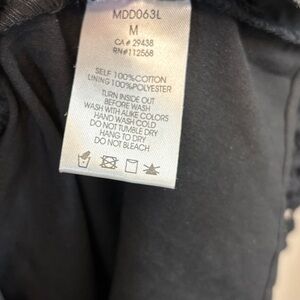 MDD063L
M
CA# 29438
RN#112568
SELF 100%COTTON
LINING 100%POLYESTER
TURN INSIDE OUT
BEFORE WASH
WASH WITH ALIKE COLORS
HAND WASH COLD
DO NOT TUMBLE DRY
HANG TO DRY
DO NOT BLEACH